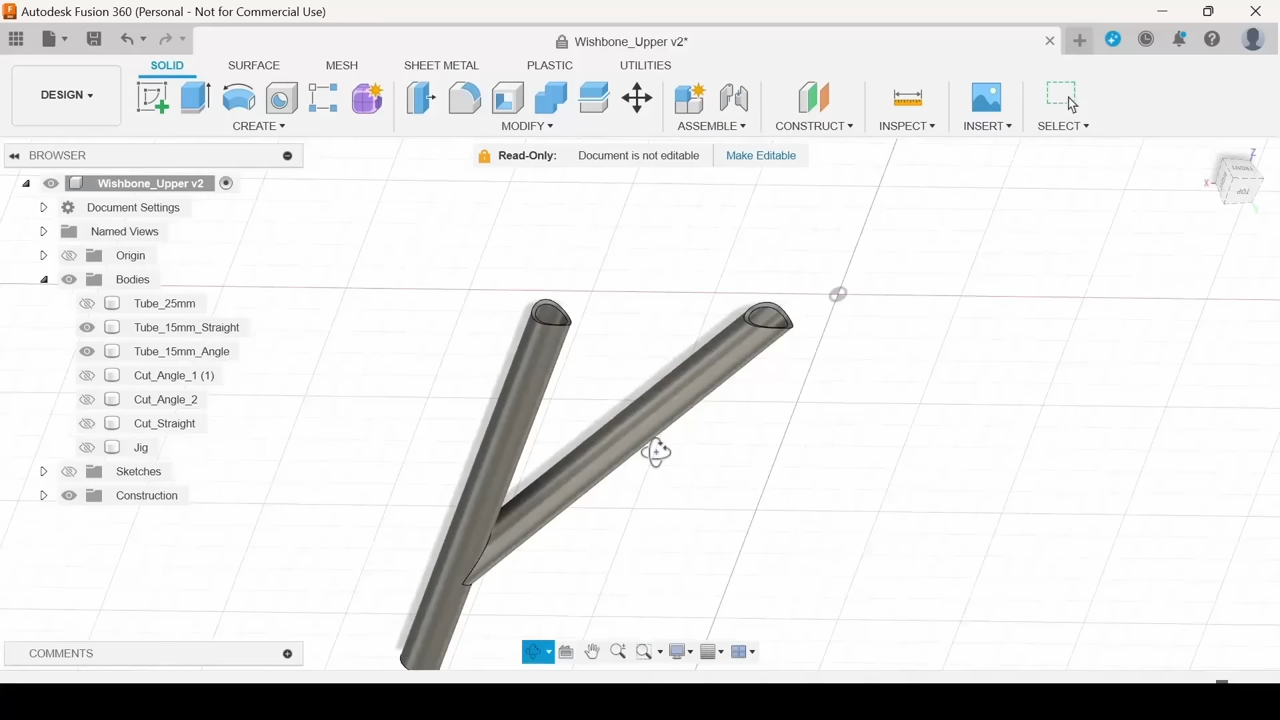 Autodesk Fusion 360 (Personal - Not for Commercial Use)
Wishbone_Upper v2*
SOLID SURFACE MESH SHEET METAL PLASTIC UTILITIES
DESIGN
CREATE MODIFY ASSEMBLE CONSTRUCT INSPECT INSERT SELECT
BROWSER
Read-Only: Document is not editable Make Editable
Wishbone_Upper v2
Document Settings
Named Views
Origin
Bodies
Tube_25mm
Tube_15mm_Straight
Tube_15mm_Angle
Cut_Angle_1 (1)
Cut_Angle_2
Cut_Straight
Jig
Sketches
Construction
COMMENTS
Z
X
FRONT
TOP